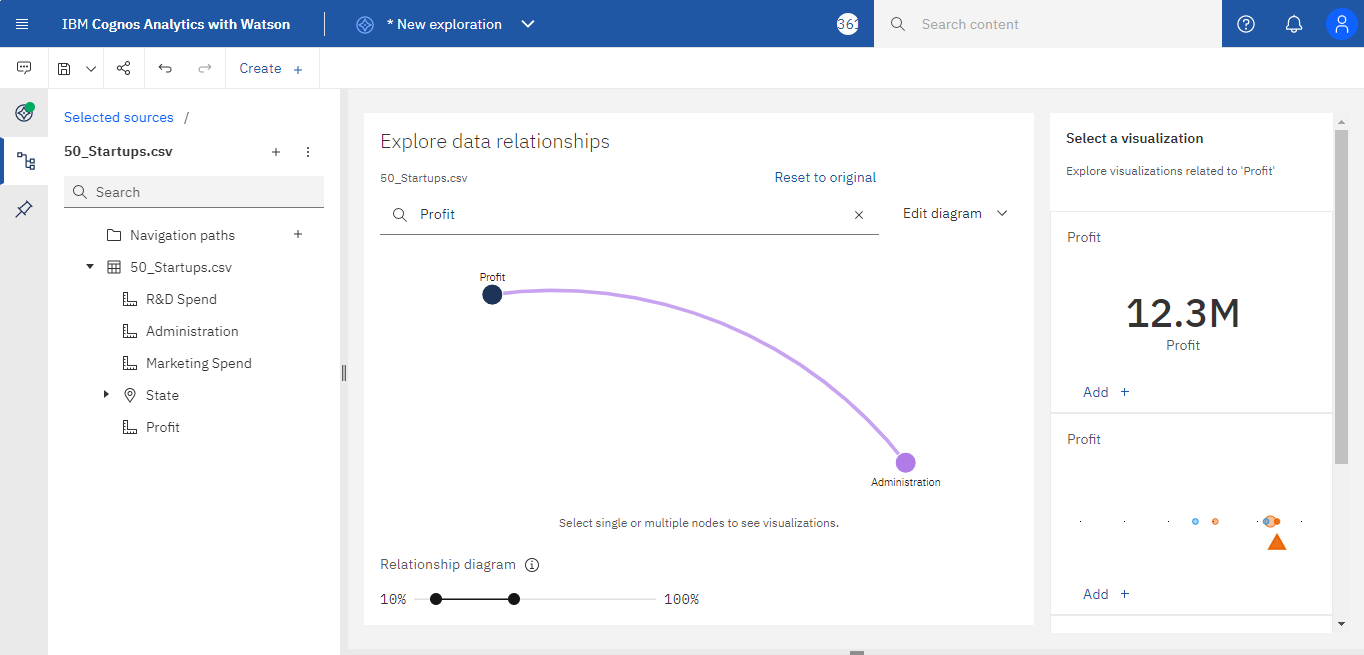 IBM Cognos Analytics with Watson
* New exploration
361
Search content
Create +
Selected sources /
50_Startups.csv
Search
Navigation paths
50_Startups.csv
R&D Spend
Administration
Marketing Spend
State
Profit
Explore data relationships
50_Startups.csv
Reset to original
Profit
Edit diagram
Profit
Administration
Select single or multiple nodes to see visualizations.
Relationship diagram
10%
100%
Select a visualization
Explore visualizations related to 'Profit'
Profit
12.3M
Profit
Add +
Profit
Add +